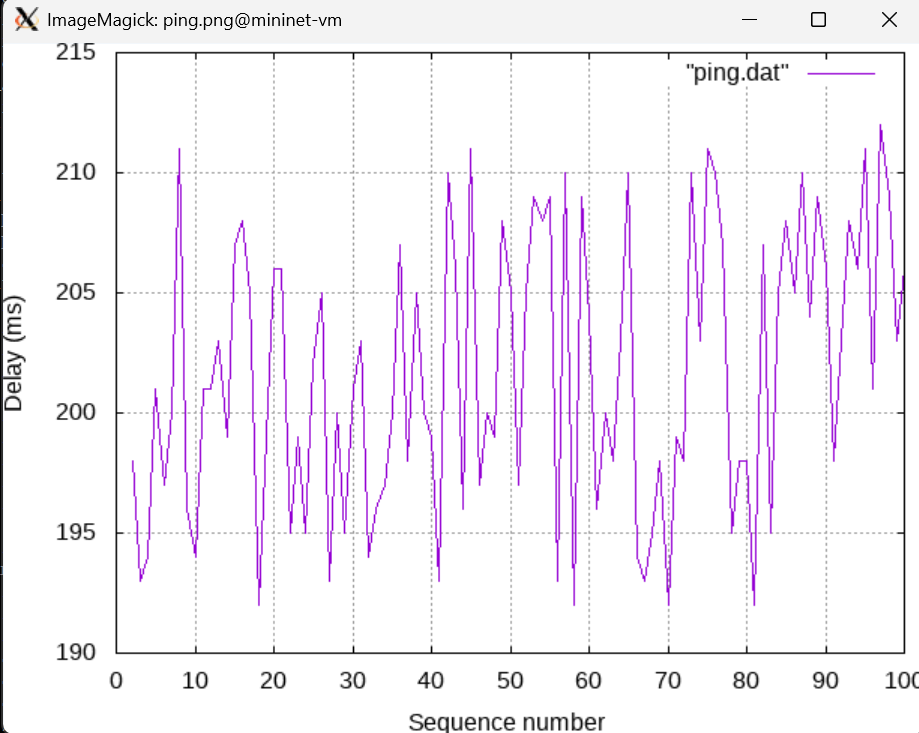 ImageMagick: ping.png@mininet-vm
215
"ping.dat"
210
205
200
195
190
Delay (ms)
0 10 20 30 40 50 60 70 80 90 100
Sequence number